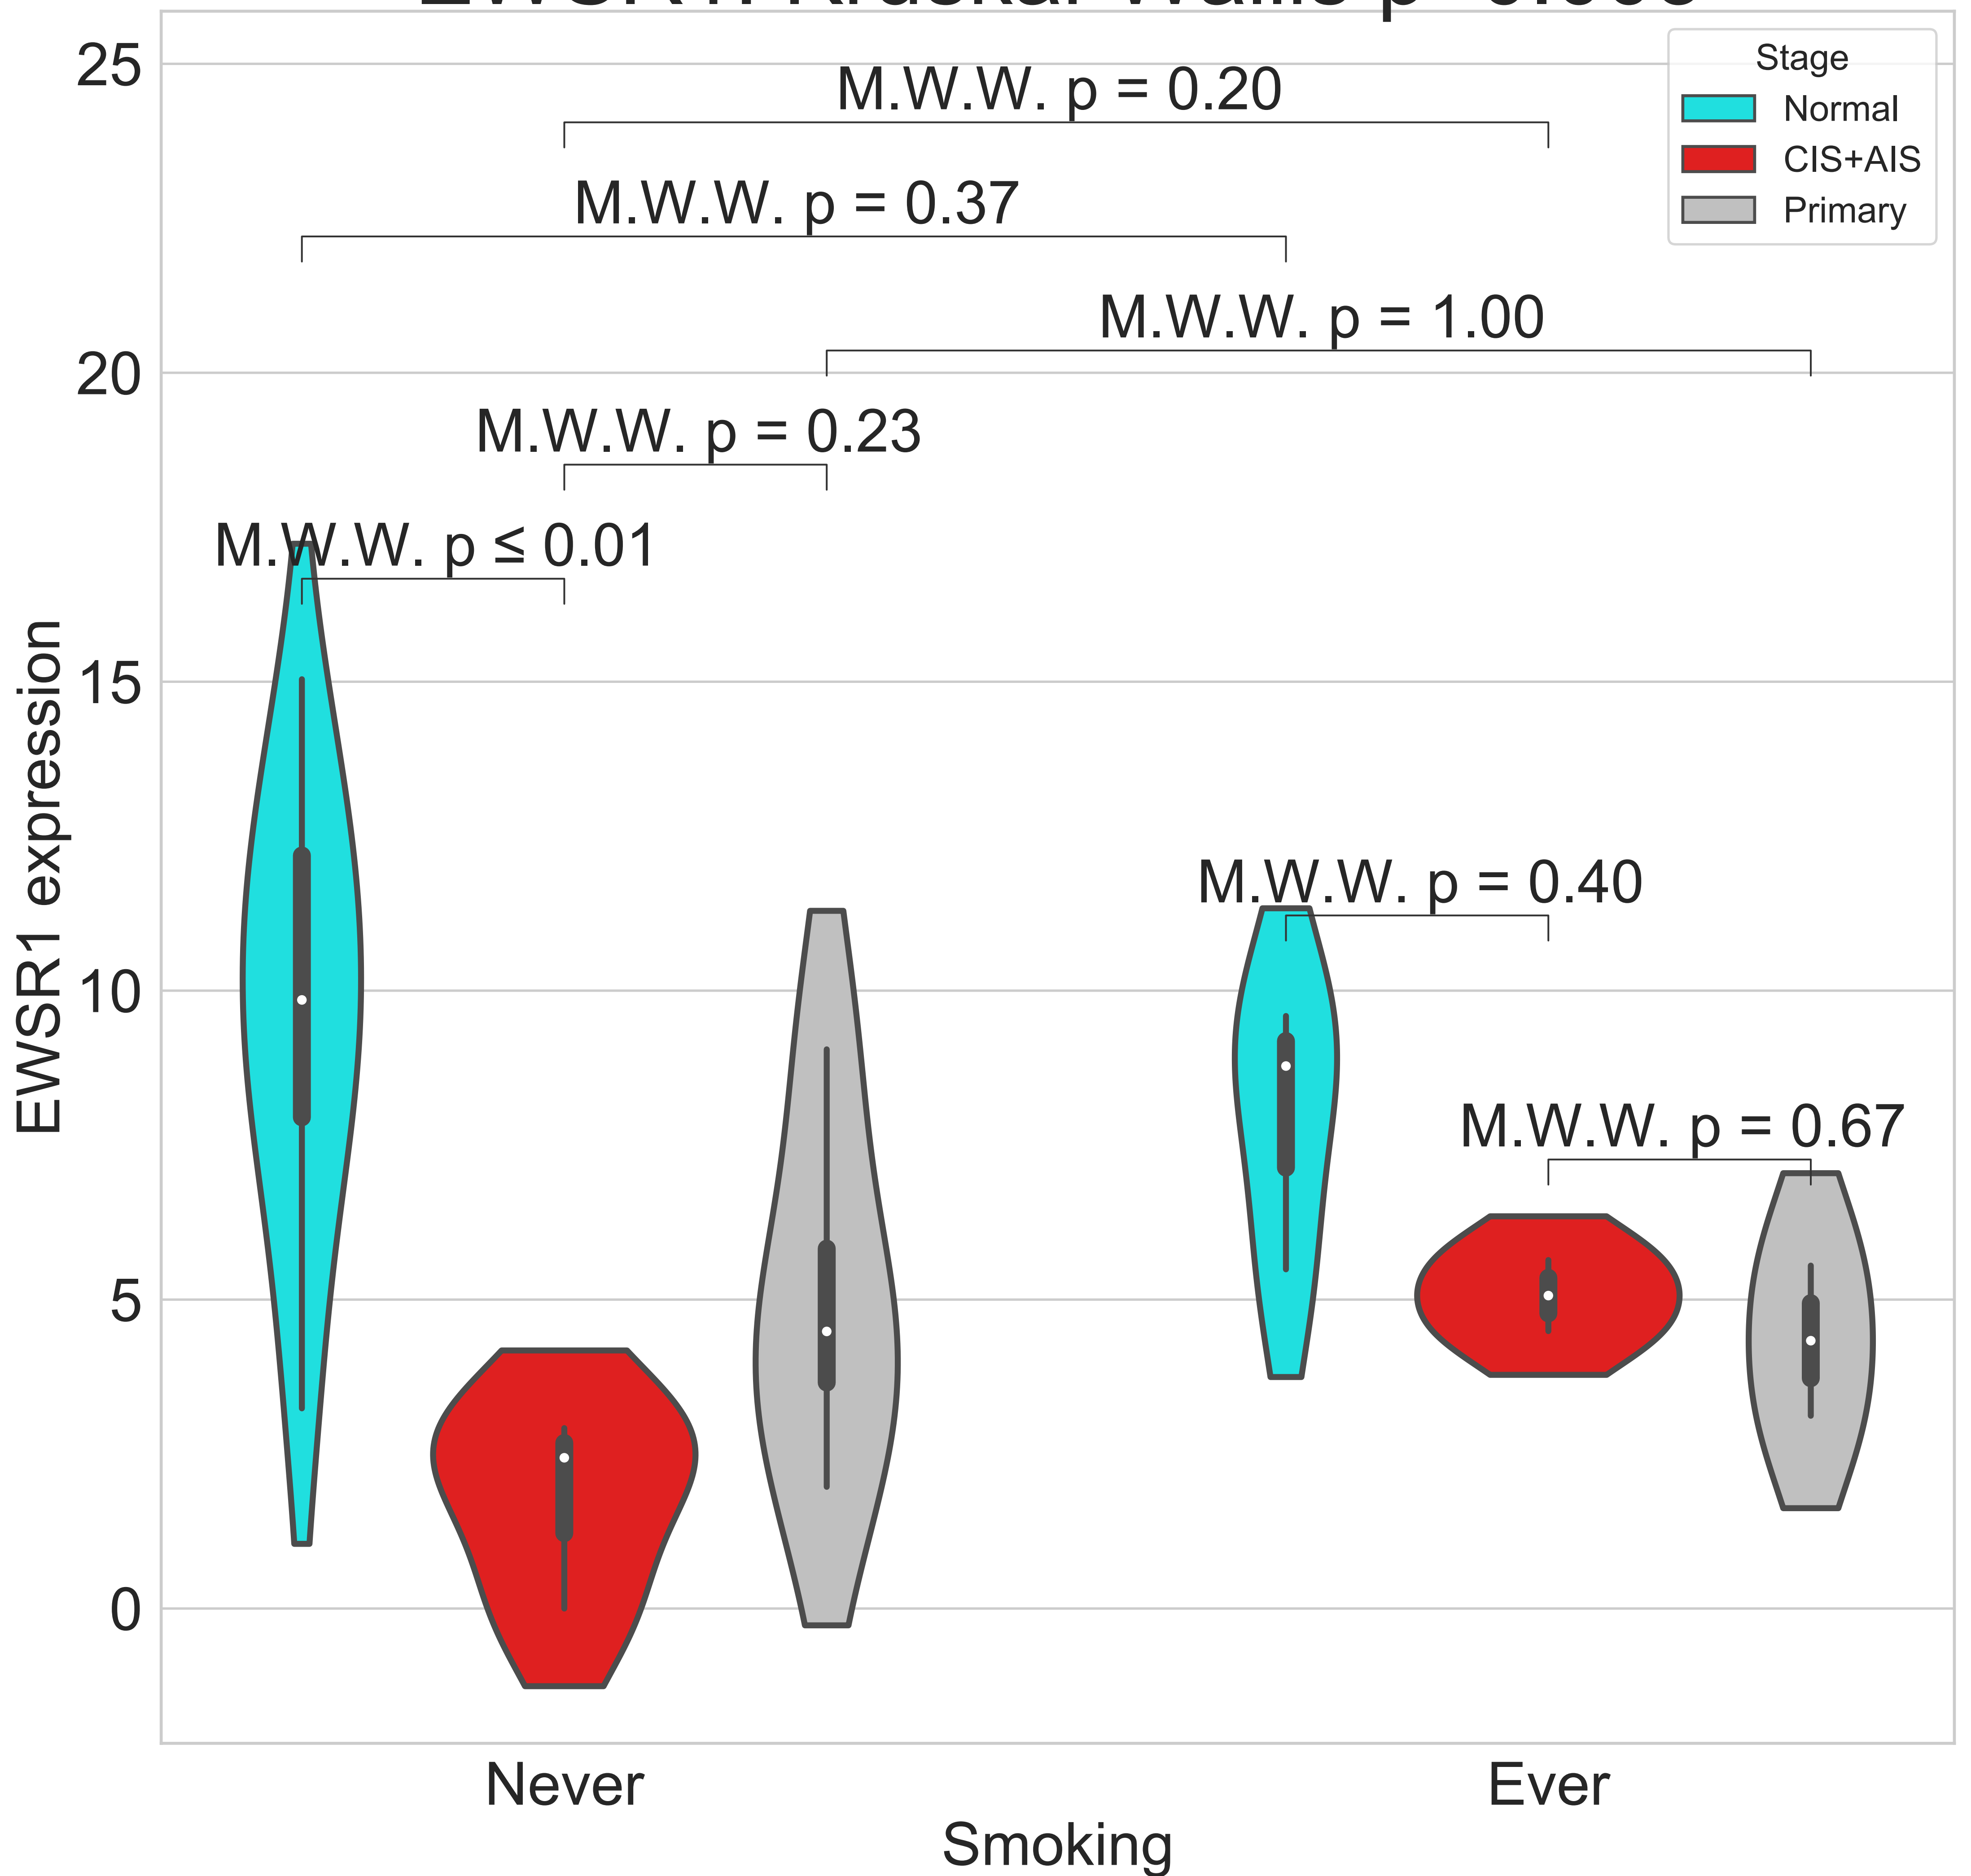 25
M.W.W. p = 0.20
M.W.W. p = 0.37
M.W.W. p = 1.00
20
M.W.W. p = 0.23
M.W.W. p ≤ 0.01
15
M.W.W. p = 0.40
10
M.W.W. p = 0.67
5
0
EWSR1 expression
Stage
Normal
CIS+AIS
Primary
Never
Ever
Smoking